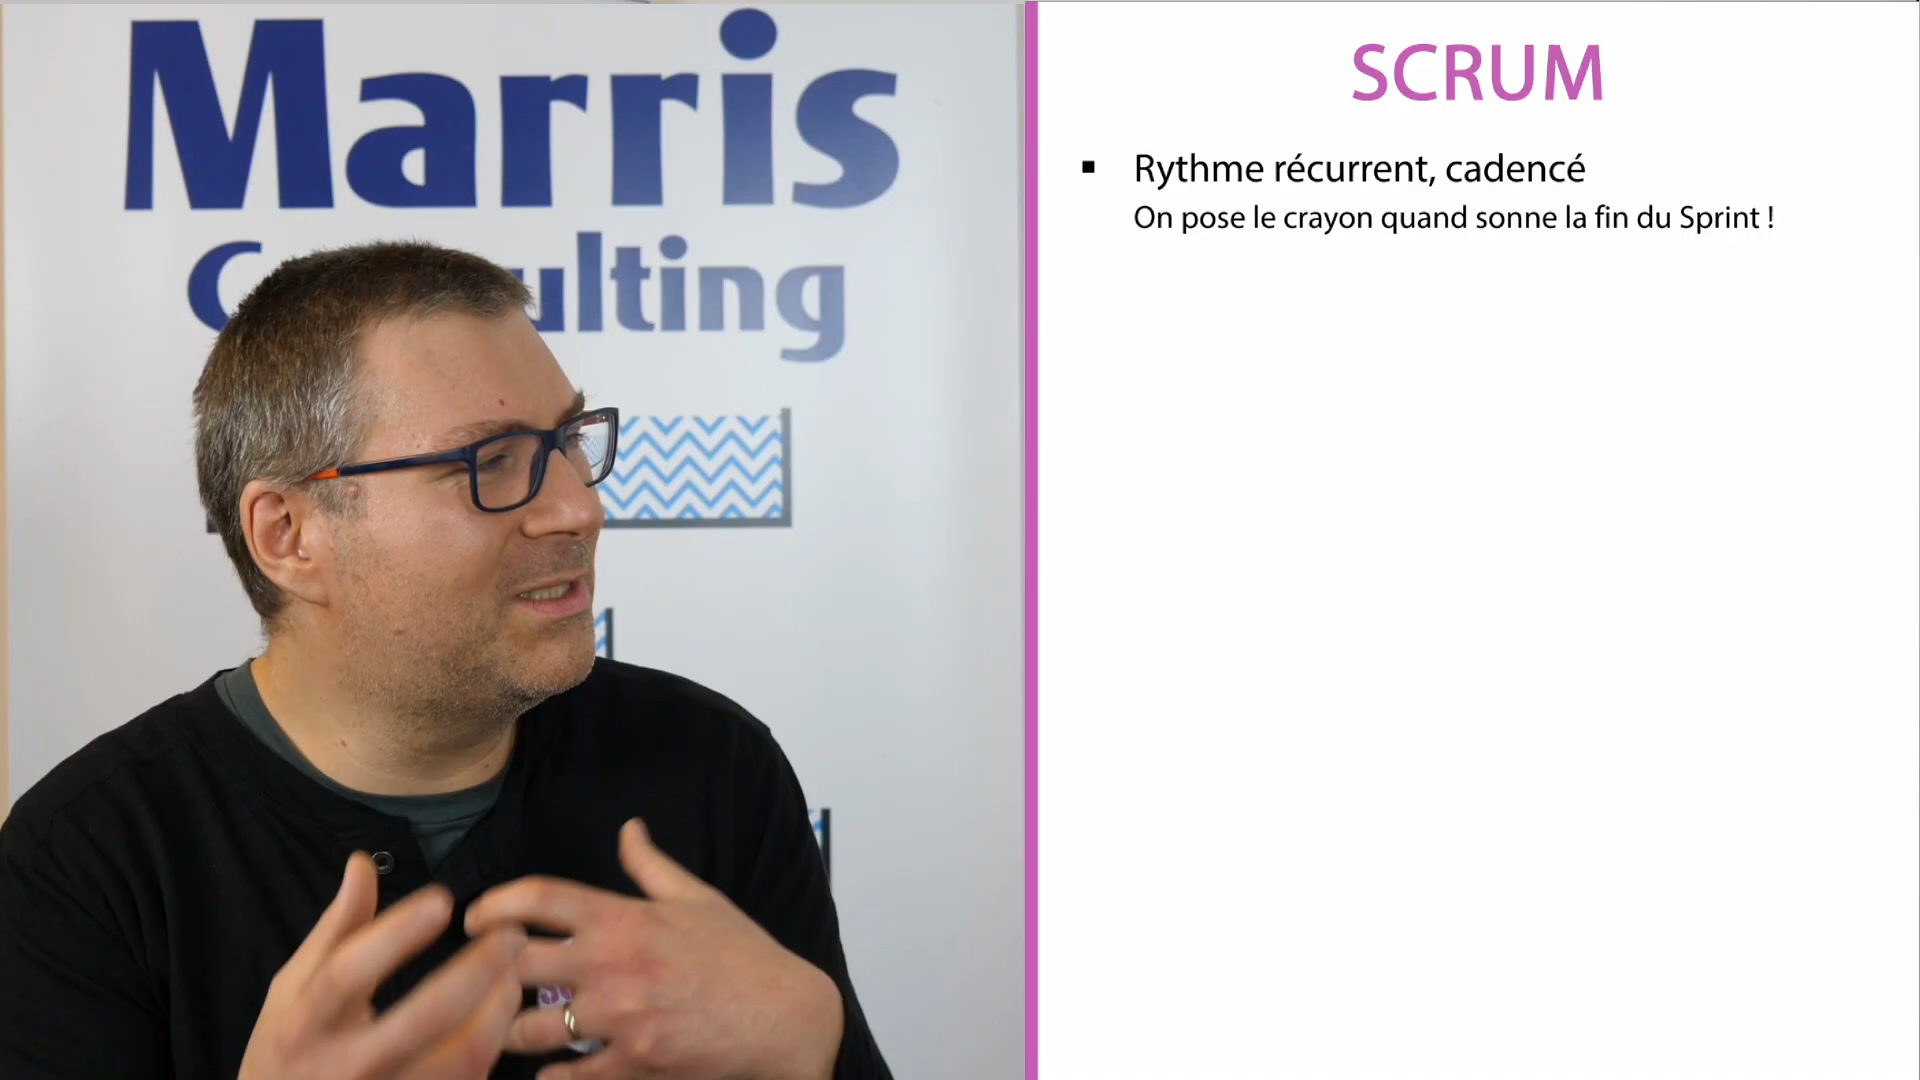 Marris
C ulting
SCRUM
▪ Rythme récurrent, cadencé
On pose le crayon quand sonne la fin du Sprint !